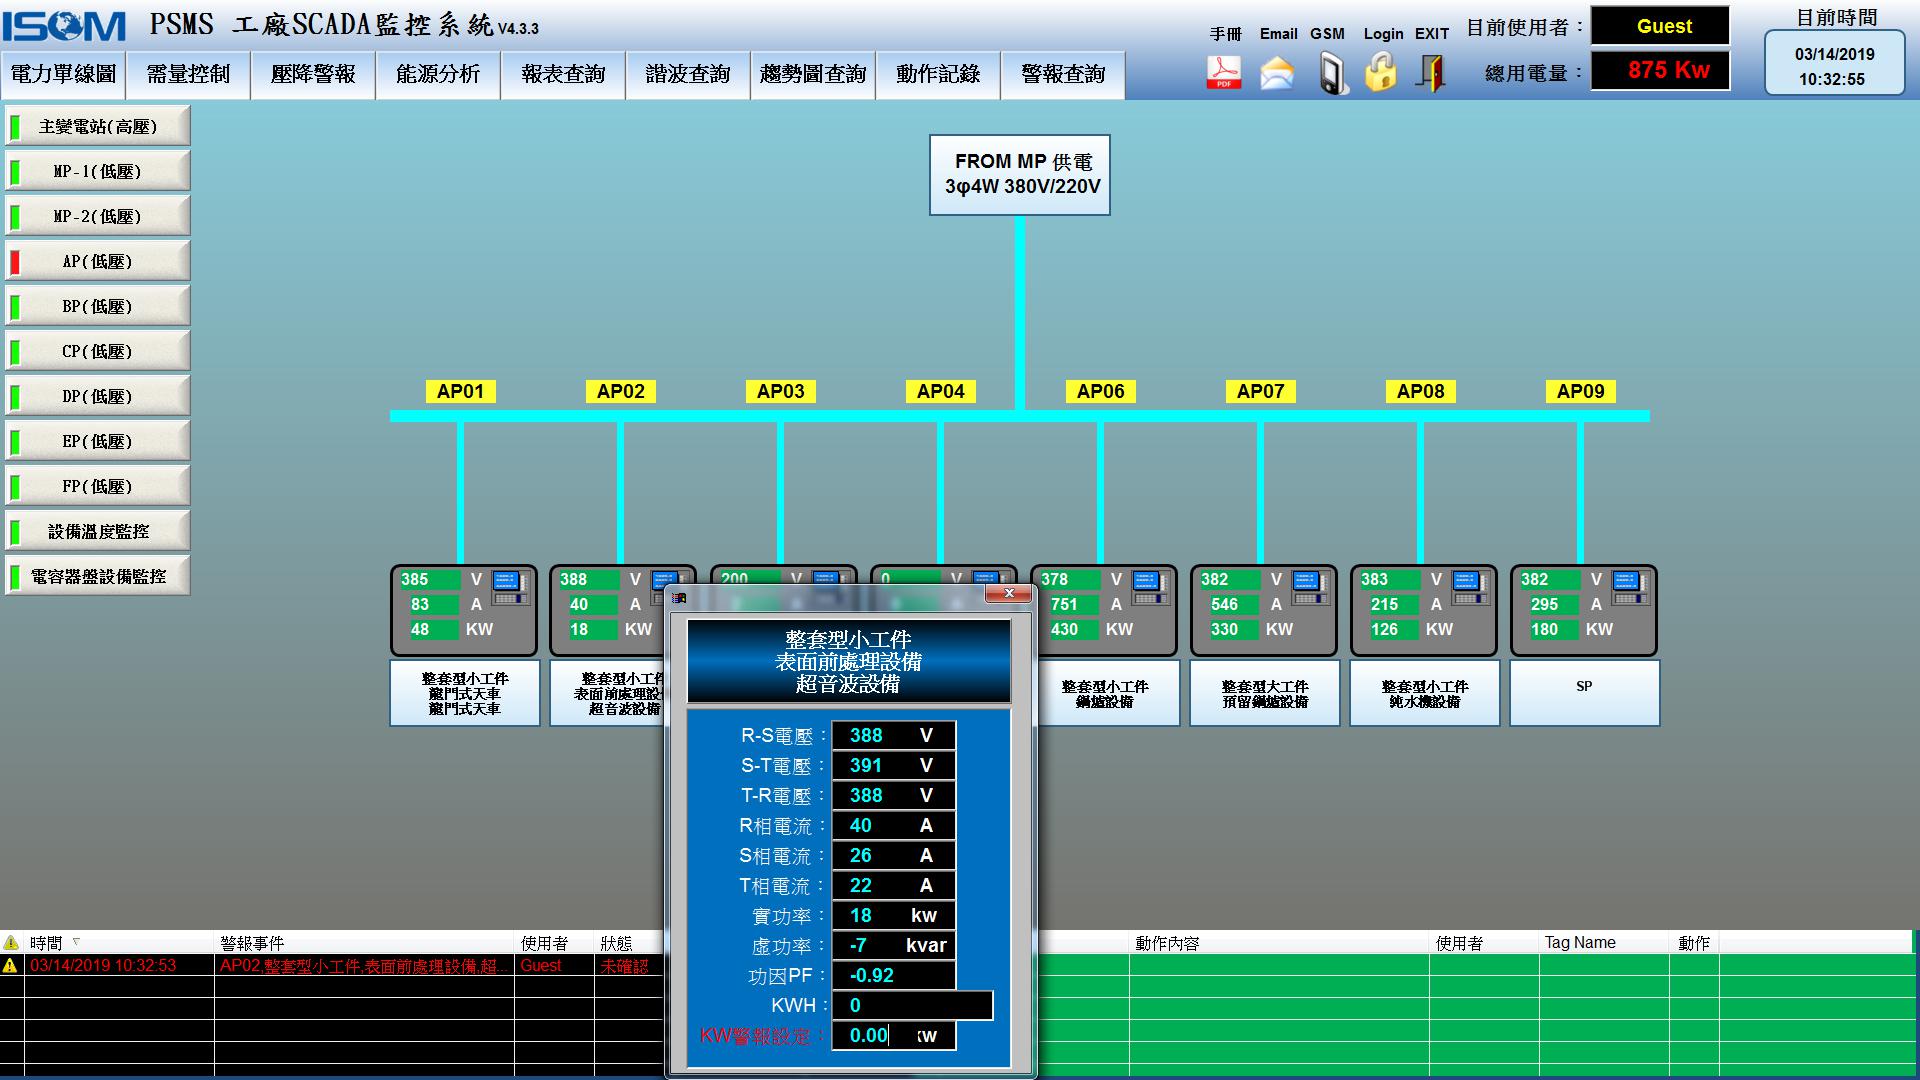 ISOM PSMS 工廠SCADA監控系統 V4.3.3
手冊 Email GSM Login EXIT
目前使用者： Guest
總用電量： 875 Kw
目前時間
03/14/2019
10:32:55
電力單線圖 需量控制 壓降警報 能源分析 報表查詢 諧波查詢 趨勢圖查詢 動作記錄 警報查詢
PDF
主變電站(高壓)
MP-1(低壓)
MP-2(低壓)
AP(低壓)
BP(低壓)
CP(低壓)
DP(低壓)
EP(低壓)
FP(低壓)
設備溫度監控
電容器盤設備監控
FROM MP 供電
3φ4W 380V/220V
AP01 AP02 AP03 AP04 AP06 AP07 AP08 AP09
385 V
83 A
48 KW
整套型小工件
龍門式天車
龍門式天車
388 V
40 A
18 KW
整套型小工件
表面前處理設
超音波設備
200 V
0 V
378 V
751 A
430 KW
整套型小工件
鍋爐設備
382 V
546 A
330 KW
整套型大工件
預留鍋爐設備
383 V
215 A
126 KW
整套型小工件
純水機設備
382 V
295 A
180 KW
SP
整套型小工件
表面前處理設備
超音波設備
R-S電壓： 388 V
S-T電壓： 391 V
T-R電壓： 388 V
R相電流： 40 A
S相電流： 26 A
T相電流： 22 A
實功率： 18 kw
虛功率： -7 kvar
功因PF： -0.92
KWH： 0
KW警報設定： 0.00 kw
時間 警報事件 使用者 狀態
03/14/2019 10:32:53 AP02,整套型小工件,表面前處理設備,超... Guest 未確認
動作內容 使用者 Tag Name 動作